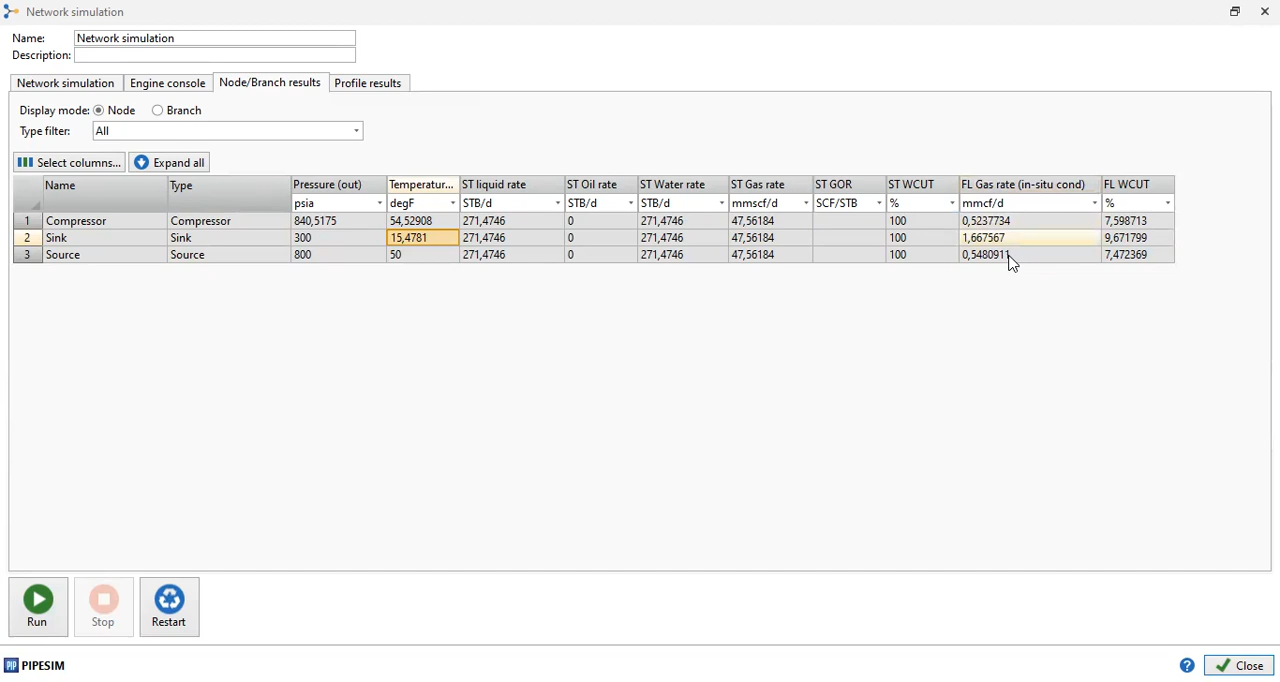 Network simulation
Name: Network simulation
Description:
Network simulation Engine console Node/Branch results Profile results
Display mode: Node Branch
Type filter: All
Select columns... Expand all
Name Type Pressure (out) Temperatur... ST liquid rate ST Oil rate ST Water rate ST Gas rate ST GOR ST WCUT FL Gas rate (in-situ cond) FL WCUT
psia degF STB/d STB/d STB/d mmscf/d SCF/STB % mmcf/d %
1 Compressor Compressor 840,5175 54,52908 271,4746 0 271,4746 47,56184 100 0,5237734 7,598713
2 Sink Sink 300 15,4781 271,4746 0 271,4746 47,56184 100 1,667567 9,671799
3 Source Source 800 50 271,4746 0 271,4746 47,56184 100 0,5480911 7,472369
Run Stop Restart
PIP PIPESIM ? Close